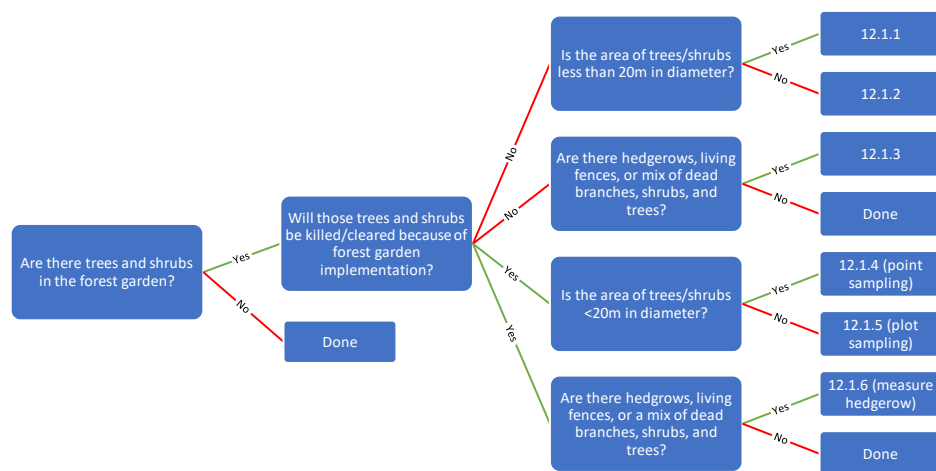 Are there trees and shrubs
in the forest garden?
Yes
No
Will those trees and shrubs
be killed/cleared because of
forest garden
implementation?
Done
No
No
Yes
Yes
Is the area of trees/shrubs
less than 20m in diameter?
Yes
No
12.1.1
12.1.2
Are there hedgerows, living
fences, or mix of dead
branches, shrubs, and
trees?
Yes
No
12.1.3
Done
Is the area of trees/shrubs
<20m in diameter?
Yes
No
12.1.4 (point
sampling)
12.1.5 (plot
sampling)
Are there hedgrows, living
fences, or a mix of dead
branches, shrubs, and
trees?
Yes
No
12.1.6 (measure
hedgerow)
Done